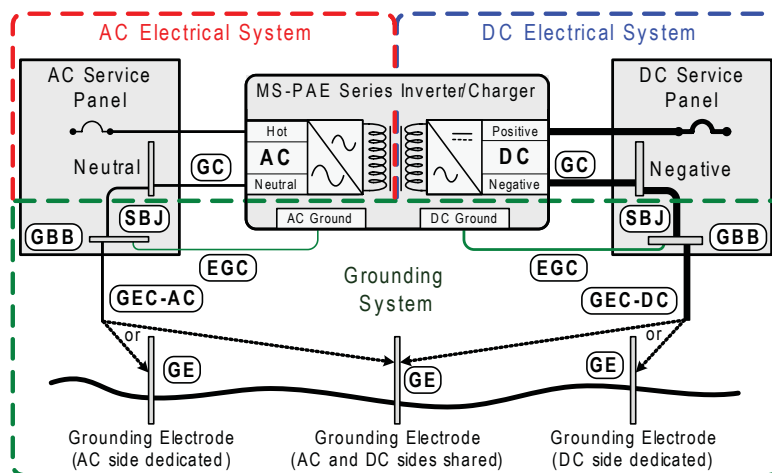 AC Electrical System
DC Electrical System
AC Service
Panel
MS-PAE Series Inverter/Charger
DC Service
Panel
Hot
AC
Neutral
Positive
DC
Negative
Neutral
GC
GC
Negative
SBJ
SBJ
GBB
AC Ground
DC Ground
GBB
EGC
EGC
Grounding
System
GEC-AC
GEC-DC
or
or
GE
GE
GE
Grounding Electrode
(AC side dedicated)
Grounding Electrode
(AC and DC sides shared)
Grounding Electrode
(DC side dedicated)